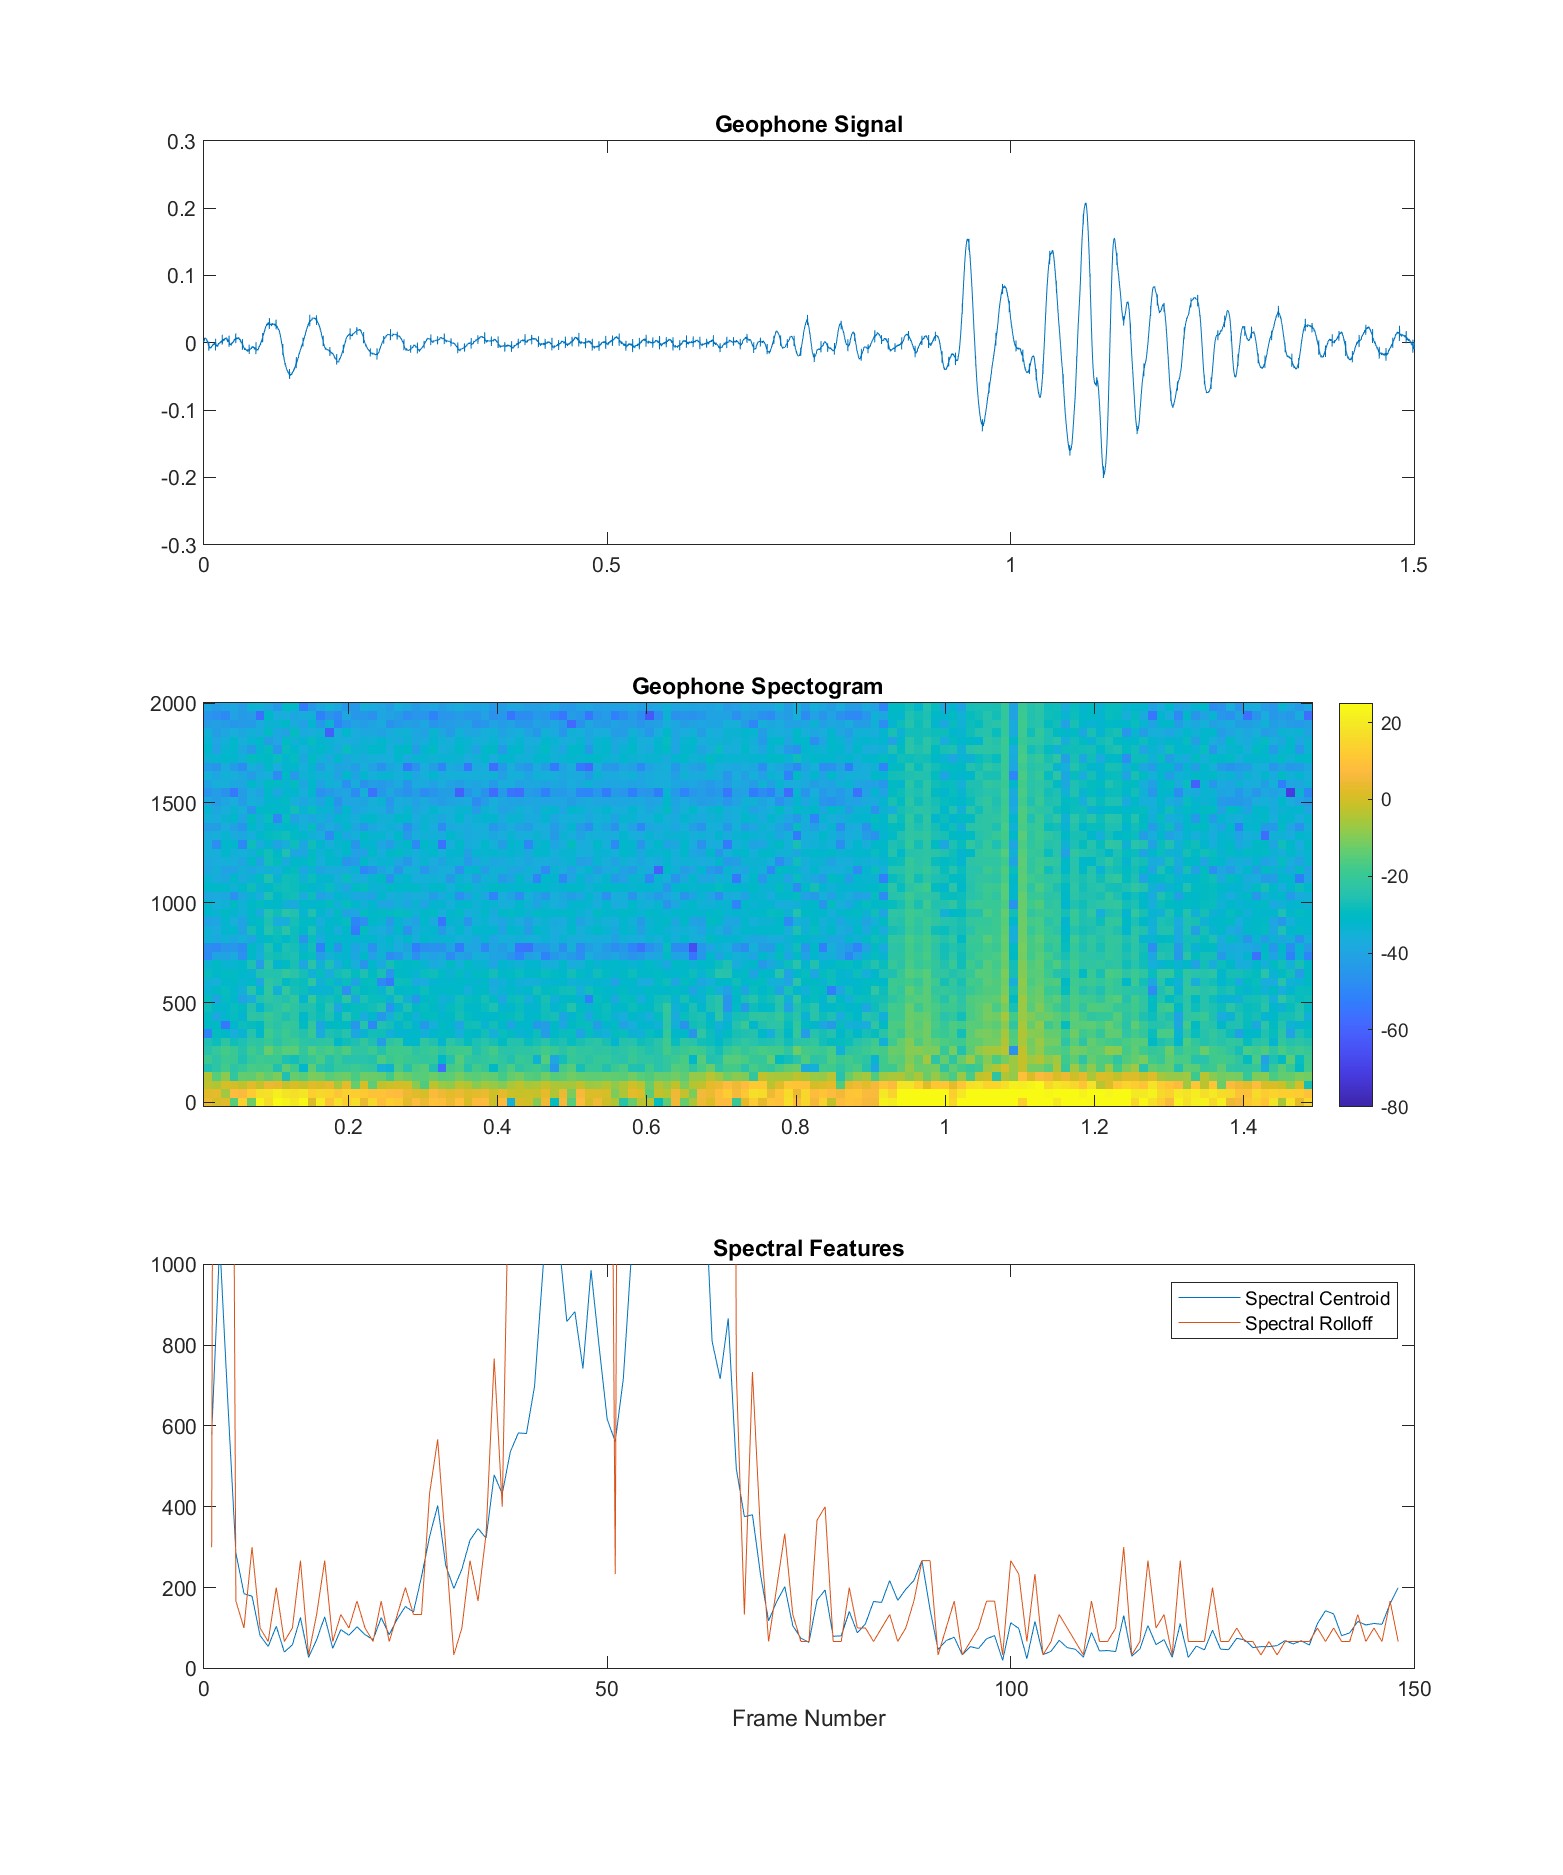 Geophone Signal
0.3
0.2
0.1
0
-0.1
-0.2
-0.3
0 0.5 1 1.5
Geophone Spectogram
2000
1500
1000
500
0
0.2 0.4 0.6 0.8 1 1.2 1.4
20
0
-20
-40
-60
-80
Spectral Features
1000
800
600
400
200
0
0 50 100 150
Frame Number
Spectral Centroid
Spectral Rolloff